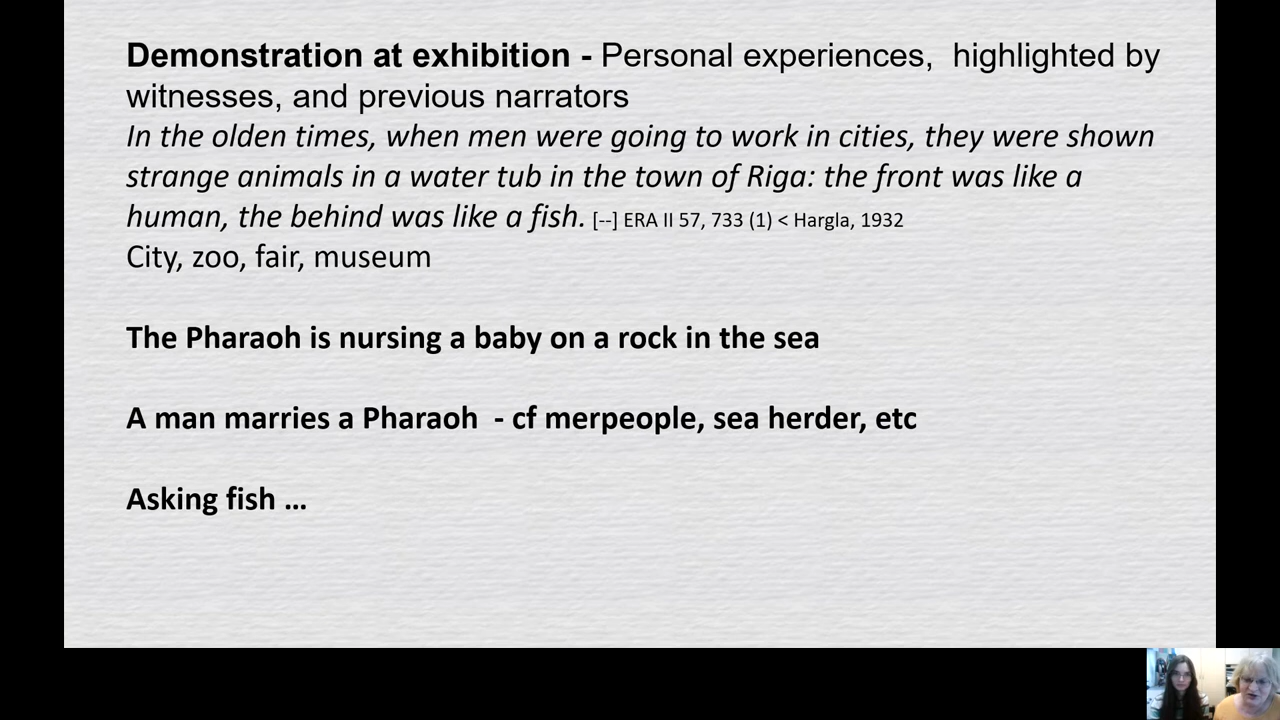 Demonstration at exhibition - Personal experiences,  highlighted by
witnesses, and previous narrators
In the olden times, when men were going to work in cities, they were shown
strange animals in a water tub in the town of Riga: the front was like a
human, the behind was like a fish. [--] ERA II 57, 733 (1) < Hargla, 1932
City, zoo, fair, museum
The Pharaoh is nursing a baby on a rock in the sea
A man marries a Pharaoh  - cf merpeople, sea herder, etc
Asking fish …